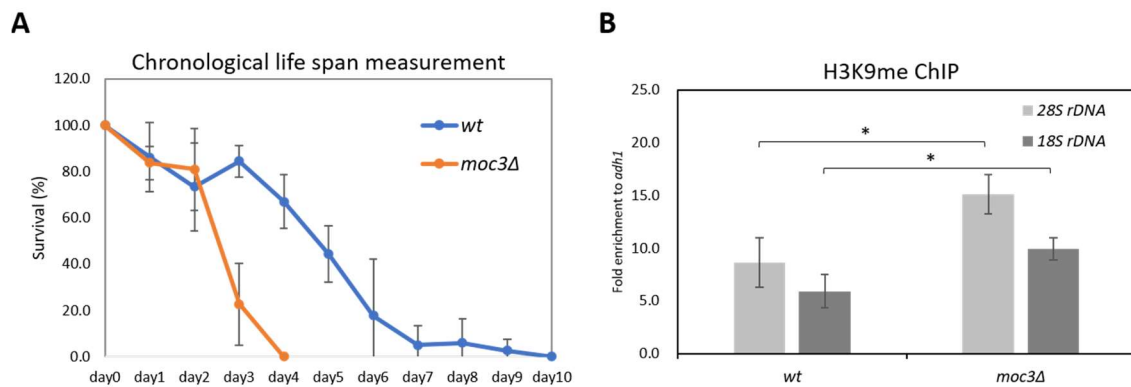 A
Chronological life span measurement
120.0
100.0
80.0
60.0
40.0
20.0
0.0
Survival (%)
wt
moc3Δ
day0 day1 day2 day3 day4 day5 day6 day7 day8 day9 day10
B
H3K9me ChIP
25.0
20.0
15.0
10.0
5.0
0.0
Fold enrichment to adh1
28S rDNA
18S rDNA
*
*
wt moc3Δ